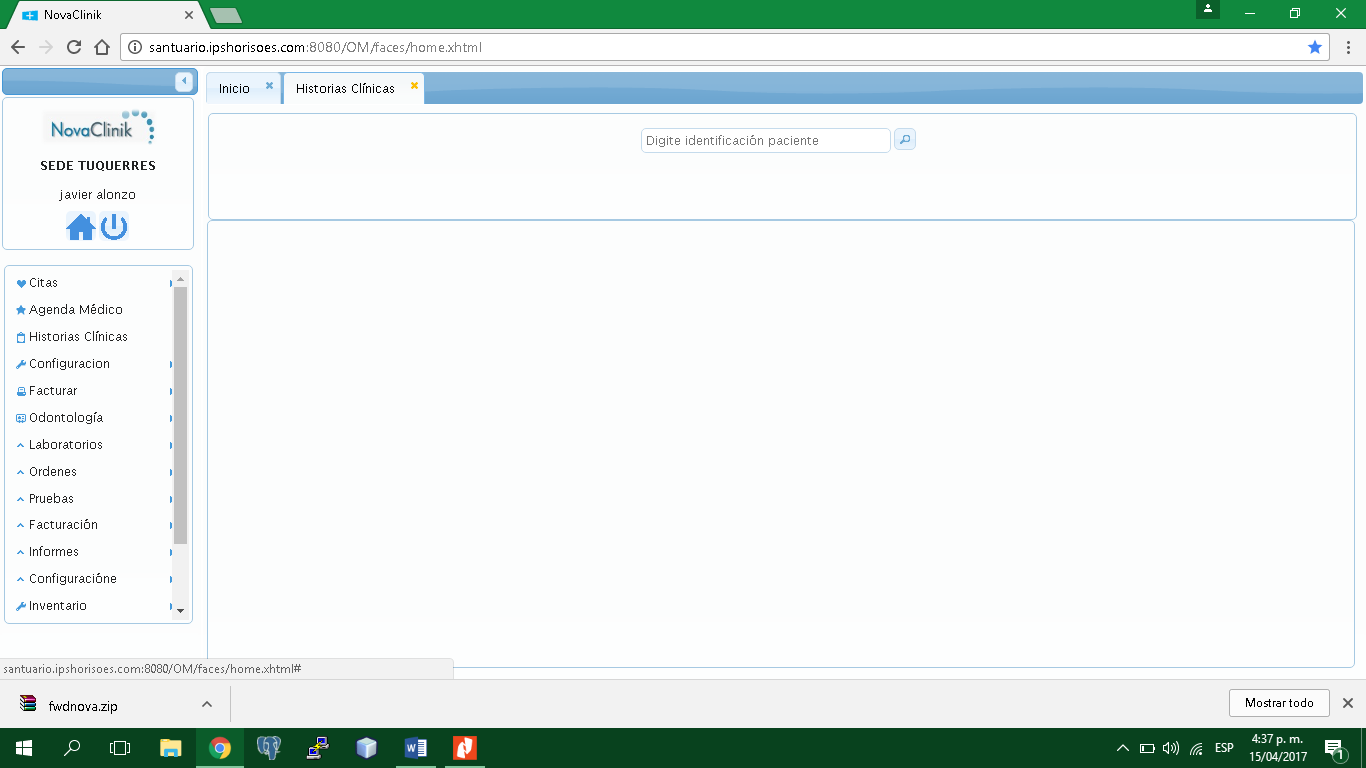 NovaClinik
santuario.ipshorisoes.com:8080/OM/faces/home.xhtml
Inicio
Historias Clínicas
NovaClinik
SEDE TUQUERRES
javier alonzo
Digite identificación paciente
Citas
Agenda Médico
Historias Clínicas
Configuracion
Facturar
Odontología
Laboratorios
Ordenes
Pruebas
Facturación
Informes
Configuracióne
Inventario
santuario.ipshorisoes.com:8080/OM/faces/home.xhtml#
fwdnova.zip
Mostrar todo
ESP
4:37 p. m.
15/04/2017
1